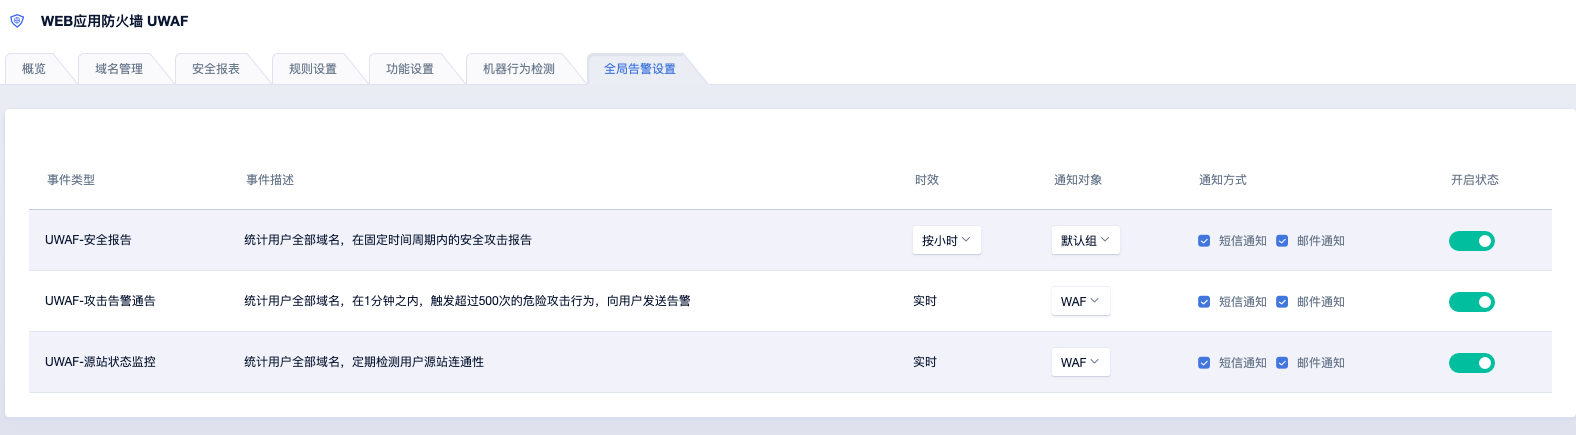 WEB应用防火墙 UWAF
概览 域名管理 安全报表 规则设置 功能设置 机器行为检测 全局告警设置
事件类型 事件描述 时效 通知对象 通知方式 开启状态
UWAF-安全报告 统计用户全部域名，在固定时间周期内的安全攻击报告 按小时 默认组 短信通知 邮件通知
UWAF-攻击告警通告 统计用户全部域名，在1分钟之内，触发超过500次的危险攻击行为，向用户发送告警 实时 WAF 短信通知 邮件通知
UWAF-源站状态监控 统计用户全部域名，定期检测用户源站连通性 实时 WAF 短信通知 邮件通知